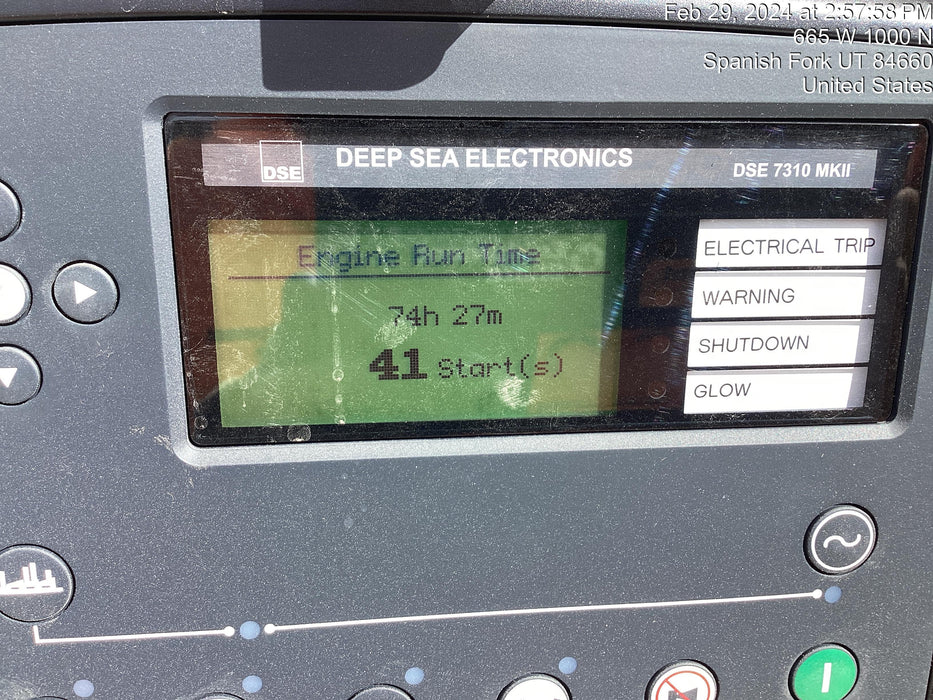 Feb 29, 2024 at 2:57:58 PM
665 W 1000 N
Spanish Fork UT 84660
United States
DSE
DEEP SEA ELECTRONICS
DSE 7310 MKII
Engine Run Time
74h 27m
41 Start(s)
ELECTRICAL TRIP
WARNING
SHUTDOWN
GLOW